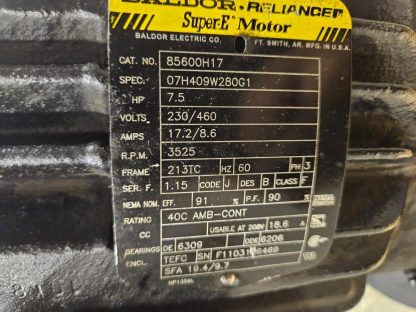 BALDOR·RELIANCER
Super-E Motor
BALDOR ELECTRIC CO. FT. SMITH, AR. MFG. IN U.S.A.
CAT. NO. 85600H17
SPEC. 07H409W280G1
HP 7.5
VOLTS 230/460
AMPS 17.2/8.6
R.P.M. 3525
FRAME 213TC HZ 60 PH 3
SER. F. 1.15 CODE J DES B CLASS F
NEMA NOM. EFF. 91. % P.F. 90 %
RATING 40C AMB-CONT
CC USABLE AT 208V 18.6 A
BEARINGS DE 6309 ODE 6206
ENCL. TEFC SN
SFA 19.4/9.7